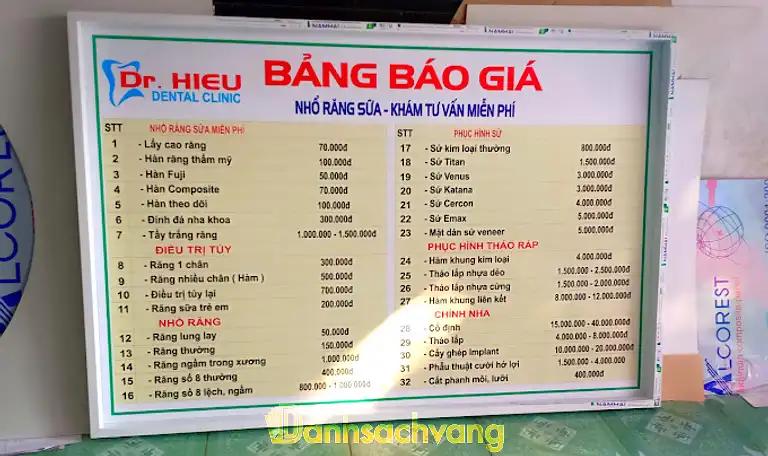 Dr. HIEU
DENTAL CLINIC
BẢNG BÁO GIÁ
NHỔ RĂNG SỮA - KHÁM TƯ VẤN MIỄN PHÍ
STT NHỔ RĂNG SỮA MIỄN PHÍ
1 - Lấy cao răng 70.000đ
2 - Hàn răng thẩm mỹ 100.000đ
3 - Hàn Fuji 50.000đ
4 - Hàn Composite 70.000đ
5 - Hàn theo dõi 100.000đ
6 - Đính đá nha khoa 300.000đ
7 - Tẩy trắng răng 1.000.000 - 1.500.000đ
ĐIỀU TRỊ TỦY
8 - Răng 1 chân 300.000đ
9 - Răng nhiều chân ( Hàm ) 500.000đ
10 - Điều trị tủy lại 700.000đ
11 - Răng sữa trẻ em 200.000đ
NHỔ RĂNG
12 - Răng lung lay 50.000đ
13 - Răng thường 150.000đ
14 - Răng ngầm trong xương 1.000.000đ
15 - Răng số 8 thường 400.000đ
16 - Răng số 8 lệch, ngầm 800.000 - 1.000.000đ
STT PHỤC HÌNH SỨ
17 - Sứ kim loại thường 800.000đ
18 - Sứ Titan 1.500.000đ
19 - Sứ Venus 3.000.000đ
20 - Sứ Katana 3.000.000đ
21 - Sứ Cercon 4.000.000đ
22 - Sứ Emax 5.000.000đ
23 - Mặt dán sứ veneer 5.000.000đ
PHỤC HÌNH THÁO RÁP
24 - Hàm khung kim loại 4.000.000đ
25 - Tháo lắp nhựa dẻo 1.500.000 - 2.500.000đ
26 - Tháo lắp nhựa cứng 1.500.000 - 2.000.000đ
27 - Hàm khung liên kết 8.000.000 - 12.000.000đ
CHỈNH NHA
28 - Cố định 15.000.000 - 40.000.000đ
29 - Tháo lắp 4.000.000 - 8.000.000đ
30 - Cấy ghép Implant 10.000.000 - 20.000.000đ
31 - Phẫu thuật cười hở lợi 1.500.000 - 4.000.000
32 - Cắt phanh môi, lưỡi 400.000đ
Danhsachvang
LCOREST
ALCOREST
aluminium composite panel